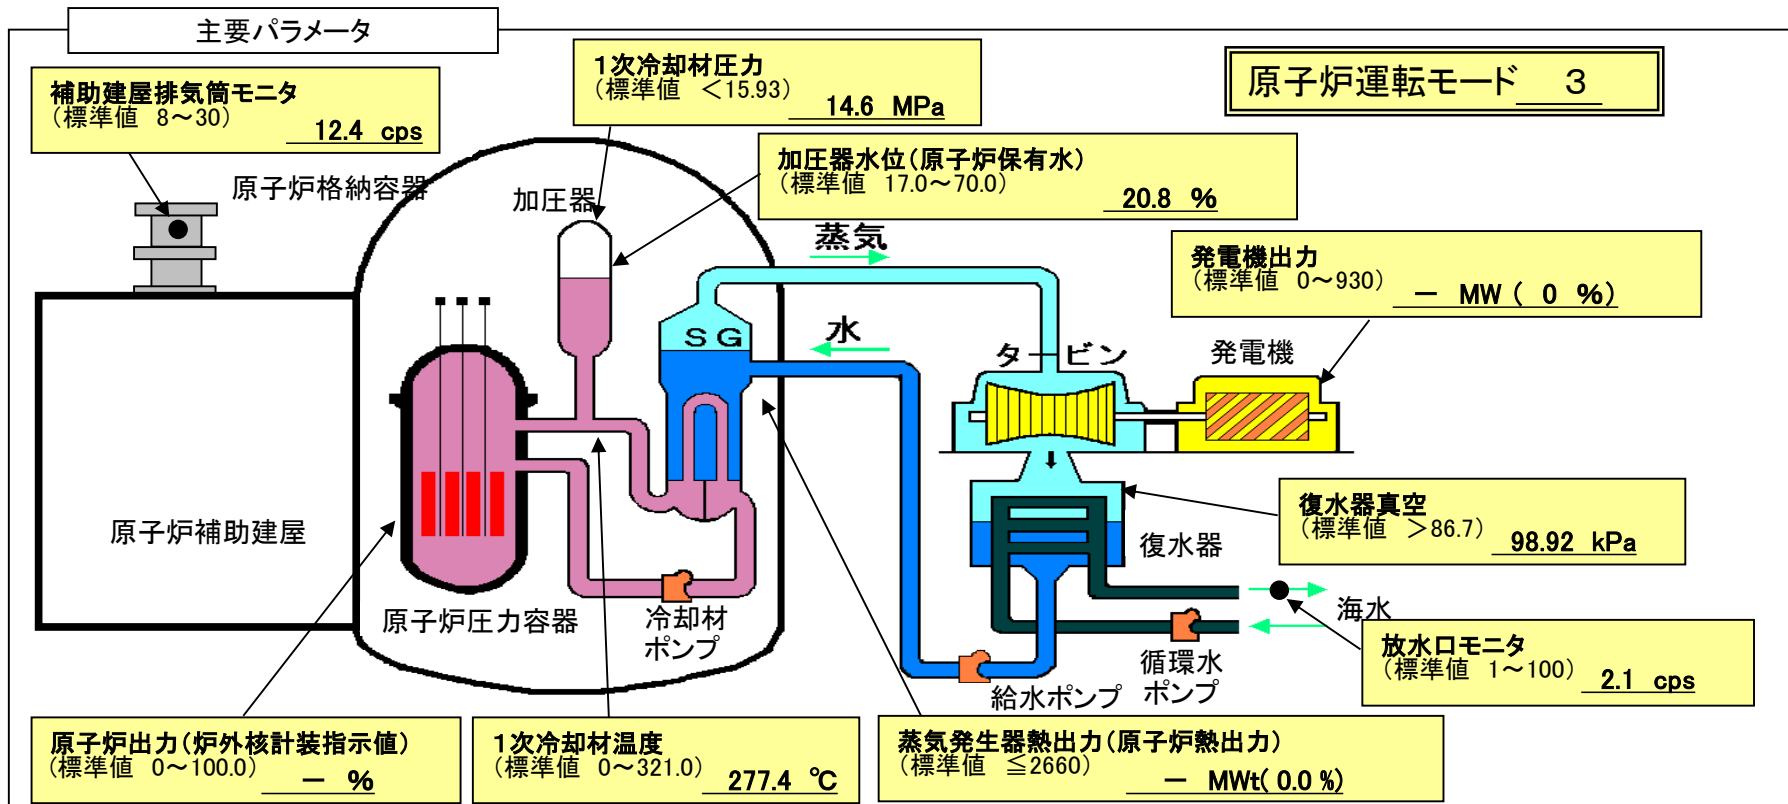 主要パラメータ
補助建屋排気筒モニタ
(標準値 8～30)
12.4 cps
1次冷却材圧力
(標準値 ＜15.93)
14.6 MPa
原子炉運転モード 3
加圧器水位(原子炉保有水)
(標準値 17.0～70.0)
20.8 %
原子炉格納容器
加圧器
蒸気
発電機出力
(標準値 0～930)
― MW ( 0 %)
水
SG
タービン
発電機
原子炉補助建屋
復水器真空
(標準値 ＞86.7)
98.92 kPa
復水器
海水
原子炉圧力容器
冷却材
ポンプ
循環水
ポンプ
給水ポンプ
放水口モニタ
(標準値 1～100)
2.1 cps
原子炉出力(炉外核計装指示値)
(標準値 0～100.0)
― %
1次冷却材温度
(標準値 0～321.0)
277.4 ℃
蒸気発生器熱出力(原子炉熱出力)
(標準値 ≦2660)
― MWt( 0.0 %)